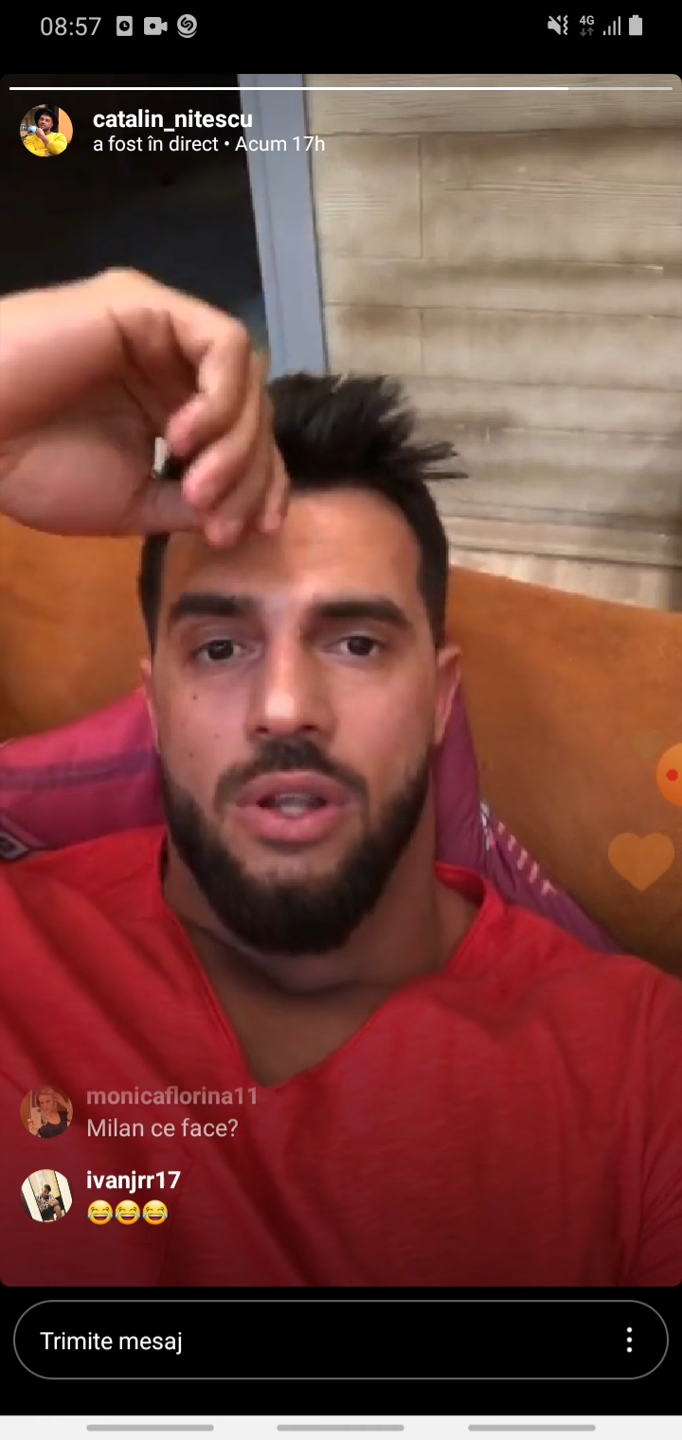 08:57
4G
catalin_nitescu
a fost în direct • Acum 17h
monicaflorina11
Milan ce face?
ivanjrr17
😂😂😂
Trimite mesaj